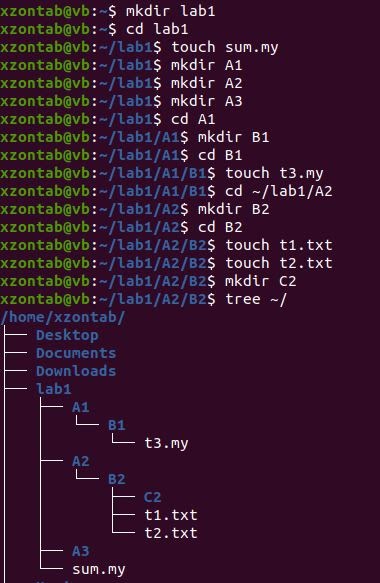 xzontab@vb:~$ mkdir lab1
xzontab@vb:~$ cd lab1
xzontab@vb:~/lab1$ touch sum.my
xzontab@vb:~/lab1$ mkdir A1
xzontab@vb:~/lab1$ mkdir A2
xzontab@vb:~/lab1$ mkdir A3
xzontab@vb:~/lab1$ cd A1
xzontab@vb:~/lab1/A1$ mkdir B1
xzontab@vb:~/lab1/A1$ cd B1
xzontab@vb:~/lab1/A1/B1$ touch t3.my
xzontab@vb:~/lab1/A1/B1$ cd ~/lab1/A2
xzontab@vb:~/lab1/A2$ mkdir B2
xzontab@vb:~/lab1/A2$ cd B2
xzontab@vb:~/lab1/A2/B2$ touch t1.txt
xzontab@vb:~/lab1/A2/B2$ touch t2.txt
xzontab@vb:~/lab1/A2/B2$ mkdir C2
xzontab@vb:~/lab1/A2/B2$ tree ~/
/home/xzontab/
├── Desktop
├── Documents
├── Downloads
├── lab1
│   ├── A1
│   │   └── B1
│   │       └── t3.my
│   ├── A2
│   │   └── B2
│   │       ├── C2
│   │       ├── t1.txt
│   │       └── t2.txt
│   ├── A3
│   └── sum.my